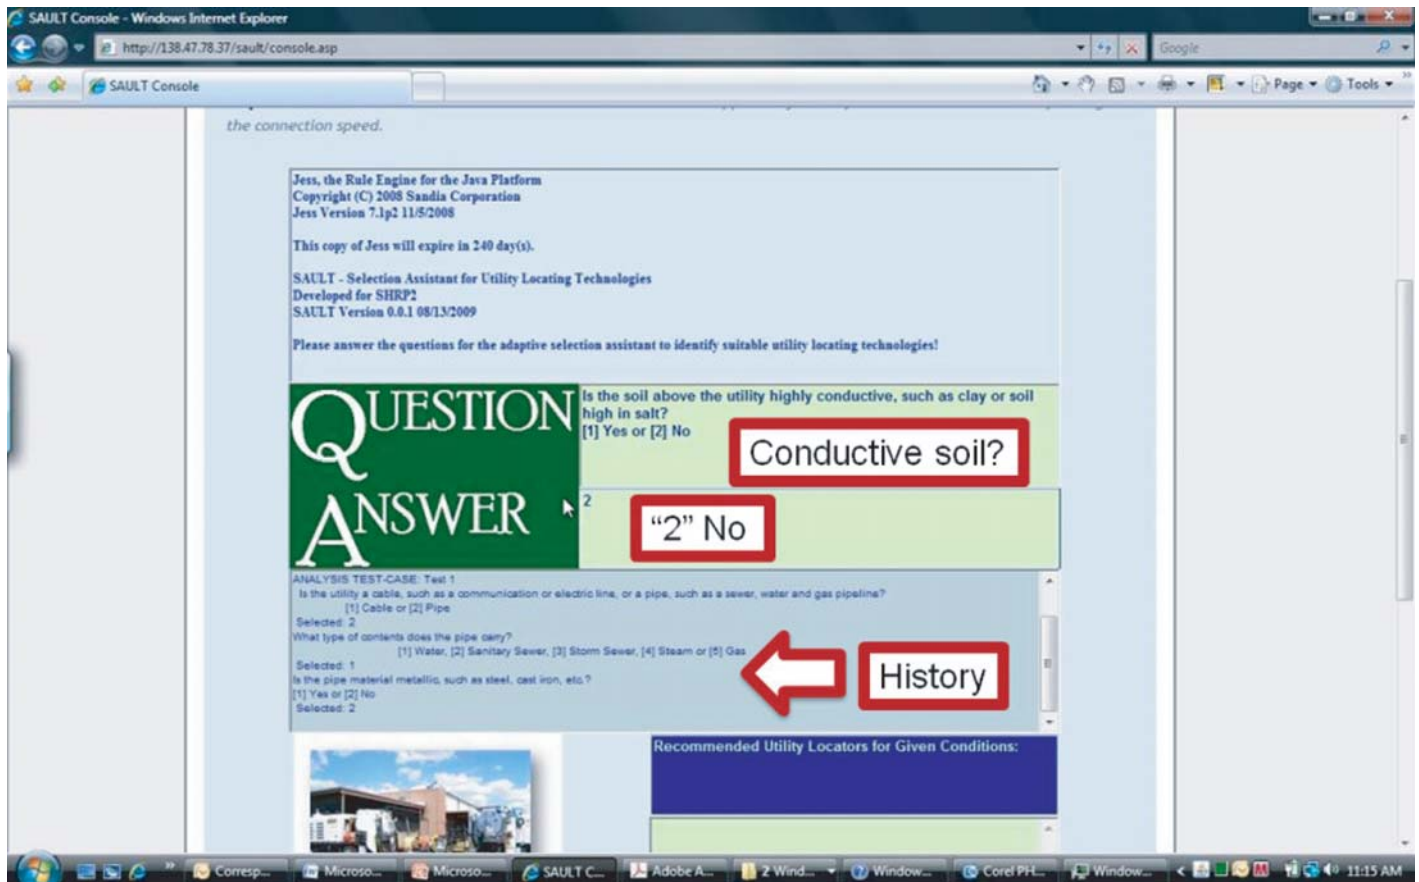 SAULT Console - Windows Internet Explorer
http://138.47.78.37/sault/console.asp
Google
SAULT Console
Page
Tools
the connection speed.
Jess, the Rule Engine for the Java Platform
Copyright (C) 2008 Sandia Corporation
Jess Version 7.1p2 11/5/2008
This copy of Jess will expire in 240 day(s).
SAULT - Selection Assistant for Utility Locating Technologies
Developed for SHRP2
SAULT Version 0.0.1 08/13/2009
Please answer the questions for the adaptive selection assistant to identify suitable utility locating technologies!
QUESTION
Is the soil above the utility highly conductive, such as clay or soil
high in salt?
[1] Yes or [2] No
Conductive soil?
ANSWER
2
“2” No
ANALYSIS TEST-CASE: Test 1
Is the utility a cable, such as a communication or electric line, or a pipe, such as a sewer, water and gas pipeline?
[1] Cable or [2] Pipe
Selected: 2
What type of contents does the pipe carry?
[1] Water, [2] Sanitary Sewer, [3] Storm Sewer, [4] Steam or [5] Gas
Selected: 1
Is the pipe material metallic, such as steel, cast iron, etc.?
[1] Yes or [2] No
Selected: 2
History
Recommended Utility Locators for Given Conditions:
Corresp... Microso... Microso... SAULT C... Adobe A... 2 Wind... Window... Corel PH... Window... 11:15 AM